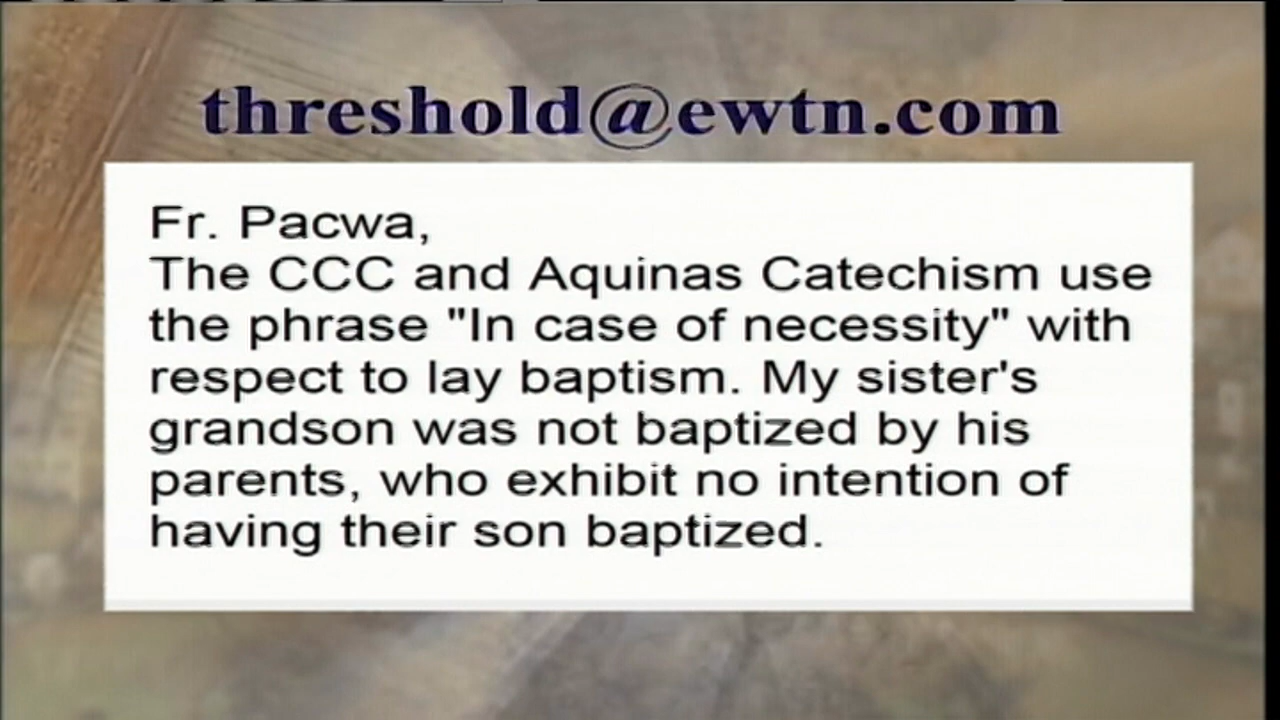 threshold@ewtn.com
Fr. Pacwa,
The CCC and Aquinas Catechism use
the phrase "In case of necessity" with
respect to lay baptism. My sister's
grandson was not baptized by his
parents, who exhibit no intention of
having their son baptized.